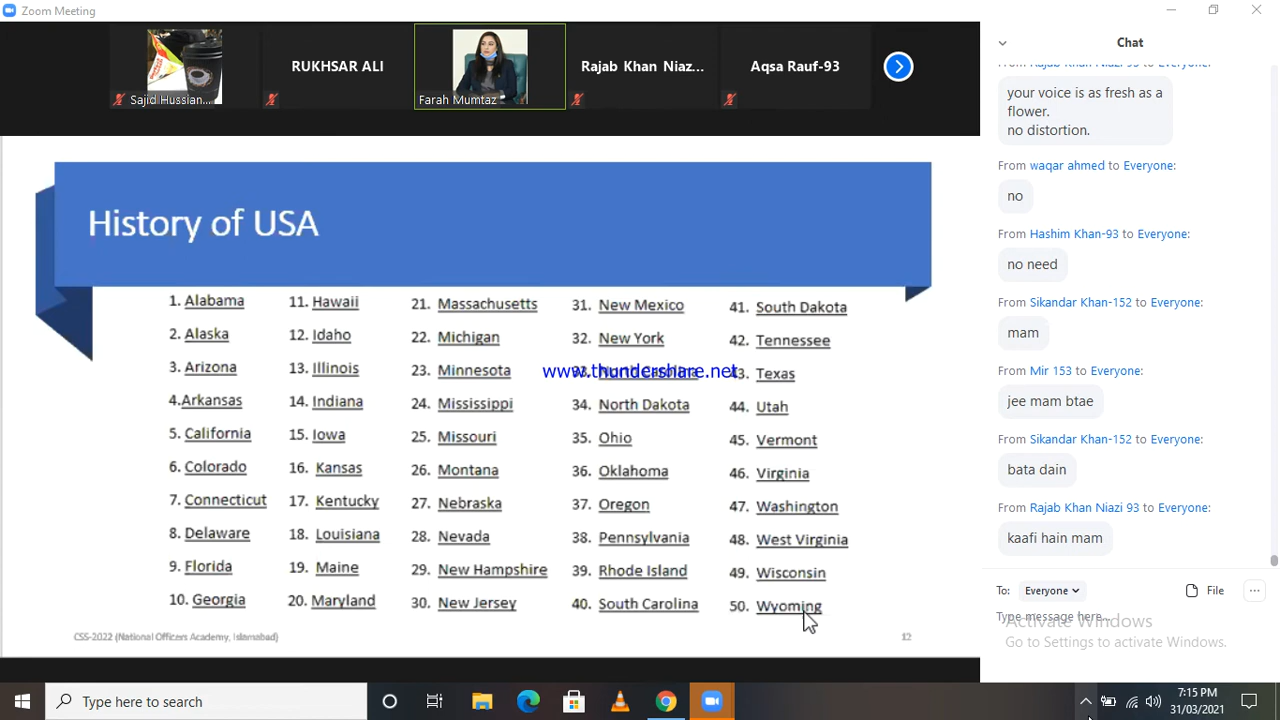 Zoom Meeting
Sajid Hussian...
RUKHSAR ALI
Farah Mumtaz
Rajab Khan Niaz...
Aqsa Rauf-93
History of USA
1. Alabama
2. Alaska
3. Arizona
4.Arkansas
5. California
6. Colorado
7. Connecticut
8. Delaware
9. Florida
10. Georgia
11. Hawaii
12. Idaho
13. Illinois
14. Indiana
15. Iowa
16. Kansas
17. Kentucky
18. Louisiana
19. Maine
20. Maryland
21. Massachusetts
22. Michigan
23. Minnesota
24. Mississippi
25. Missouri
26. Montana
27. Nebraska
28. Nevada
29. New Hampshire
30. New Jersey
31. New Mexico
32. New York
33. North Carolina
34. North Dakota
35. Ohio
36. Oklahoma
37. Oregon
38. Pennsylvania
39. Rhode Island
40. South Carolina
41. South Dakota
42. Tennessee
43. Texas
44. Utah
45. Vermont
46. Virginia
47. Washington
48. West Virginia
49. Wisconsin
50. Wyoming
www.thundershare.net
CSS-2022 (National Officers Academy, Islamabad)
12
Chat
From Rajab Khan Niazi 93 to Everyone:
your voice is as fresh as a
flower.
no distortion.
From waqar ahmed to Everyone:
no
From Hashim Khan-93 to Everyone:
no need
From Sikandar Khan-152 to Everyone:
mam
From Mir 153 to Everyone:
jee mam btae
From Sikandar Khan-152 to Everyone:
bata dain
From Rajab Khan Niazi 93 to Everyone:
kaafi hain mam
To: Everyone
File
Type message here...
Activate Windows
Go to Settings to activate Windows.
Type here to search
7:15 PM
31/03/2021